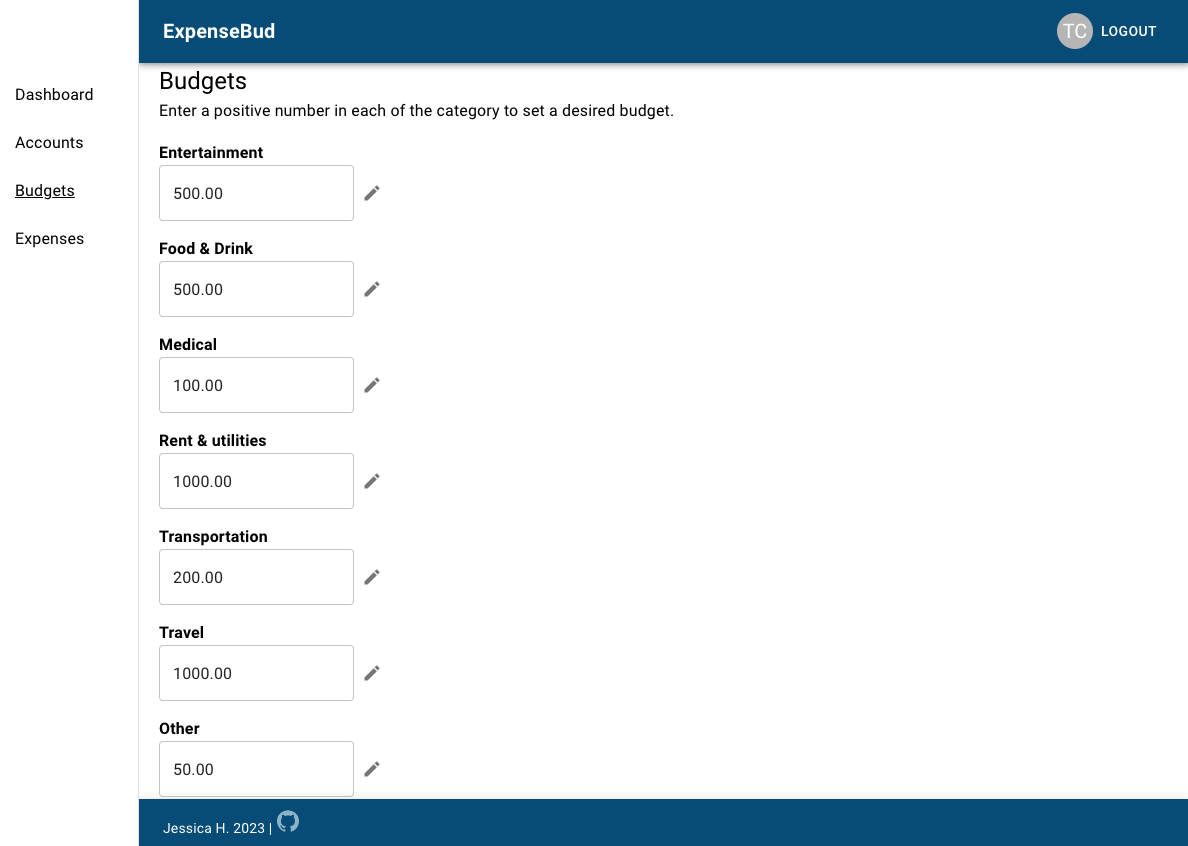 ExpenseBud
TC LOGOUT
Dashboard
Accounts
Budgets
Expenses
Budgets
Enter a positive number in each of the category to set a desired budget.
Entertainment
500.00
Food & Drink
500.00
Medical
100.00
Rent & utilities
1000.00
Transportation
200.00
Travel
1000.00
Other
50.00
Jessica H. 2023 |